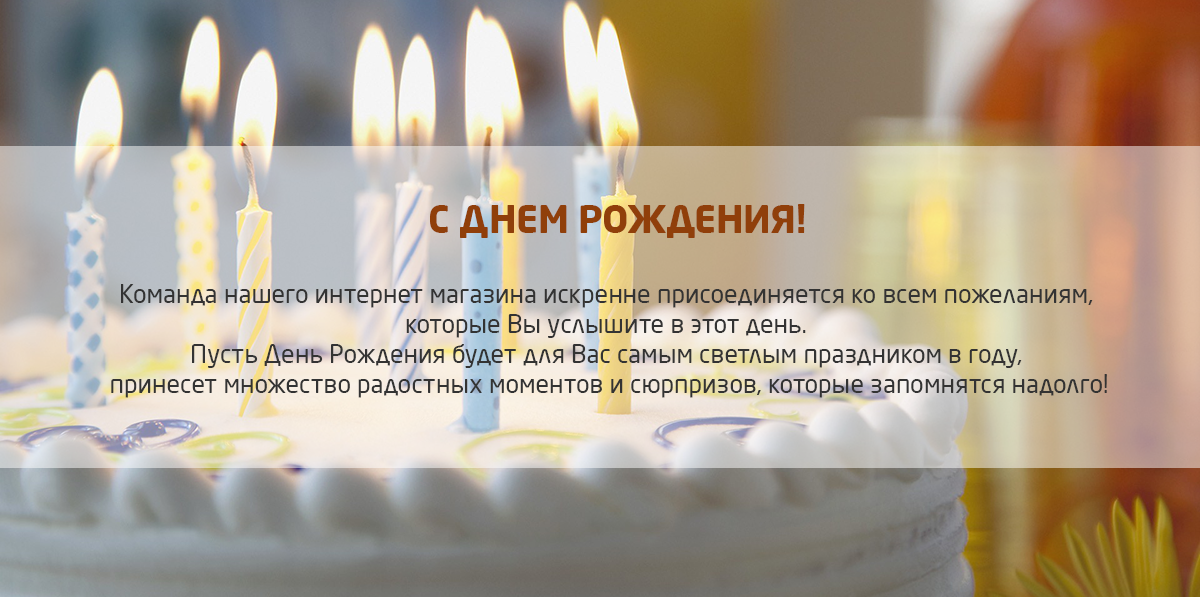 С ДНЕМ РОЖДЕНИЯ!
Команда нашего интернет магазина искренне присоединяется ко всем пожеланиям,
которые Вы услышите в этот день.
Пусть День Рождения будет для Вас самым светлым праздником в году,
принесет множество радостных моментов и сюрпризов, которые запомнятся надолго!